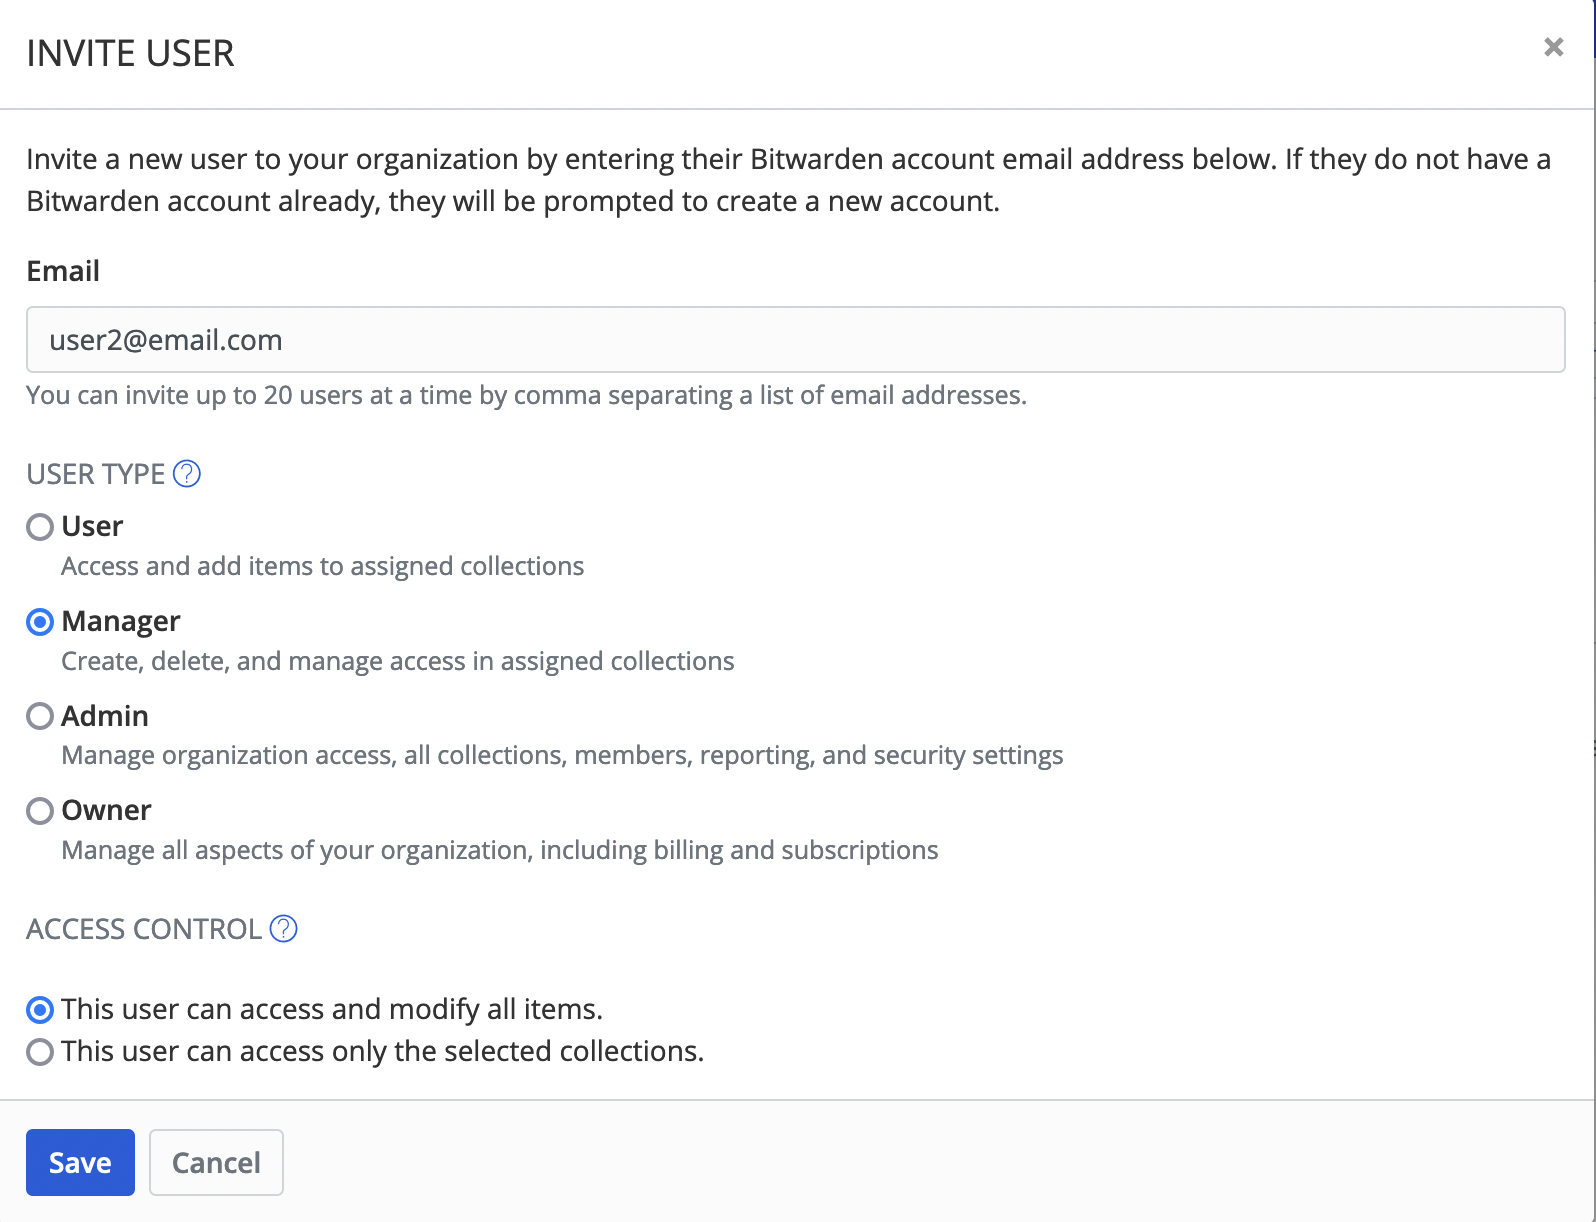 INVITE USER
Invite a new user to your organization by entering their Bitwarden account email address below. If they do not have a
Bitwarden account already, they will be prompted to create a new account.
Email
user2@email.com
You can invite up to 20 users at a time by comma separating a list of email addresses.
USER TYPE
User
Access and add items to assigned collections
Manager
Create, delete, and manage access in assigned collections
Admin
Manage organization access, all collections, members, reporting, and security settings
Owner
Manage all aspects of your organization, including billing and subscriptions
ACCESS CONTROL
This user can access and modify all items.
This user can access only the selected collections.
Save Cancel